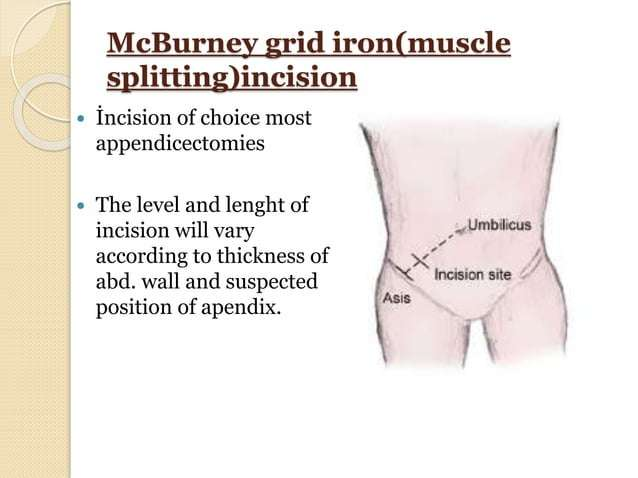 McBurney grid iron(muscle
splitting)incision
İncision of choice most
appendicectomies
The level and lenght of
incision will vary
according to thickness of
abd. wall and suspected
position of apendix.
Umbilicus
Incision site
Asis